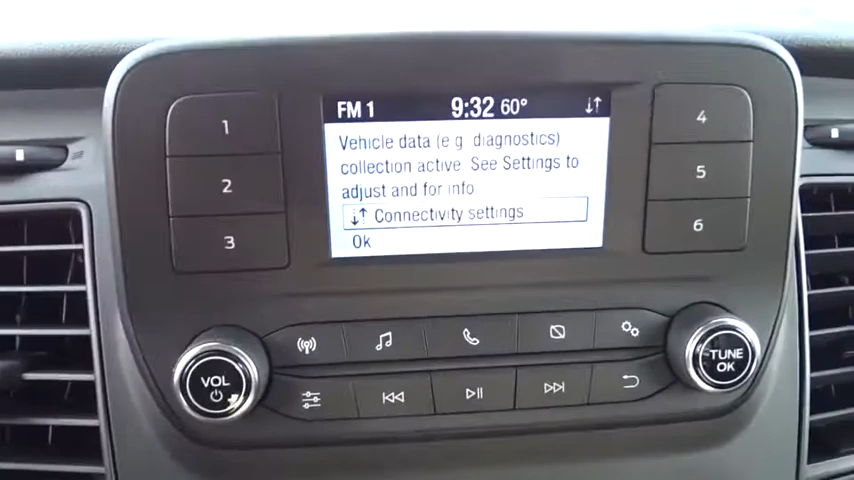 FM 1 9:32 60°
Vehicle data (e g diagnostics)
collection active. See Settings to
adjust and for info
Connectivity settings
Ok
1
2
3
4
5
6
VOL
TUNE
OK